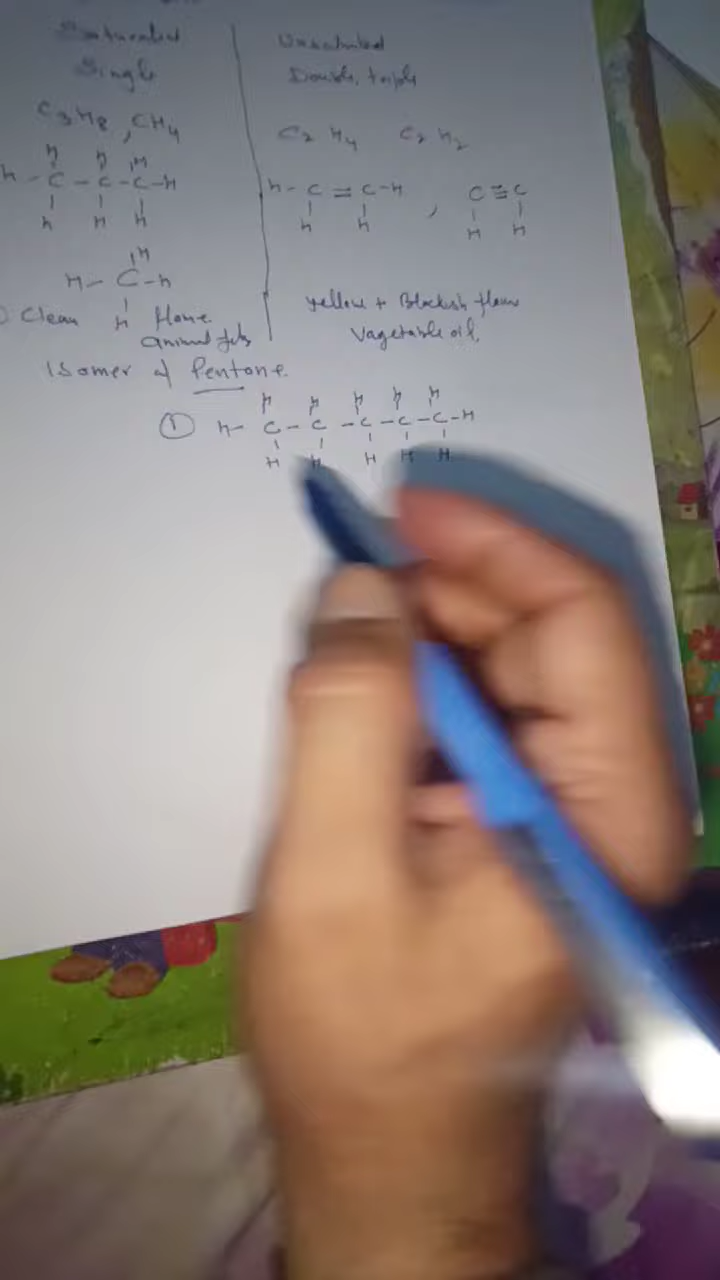 Saturated Unsaturated
Single Double, triple
C3H8, CH4 C2 H4 C2 H2
H H H
H - C - C - C - H H - C = C - H , C ≡ C
H H H H H H H
H
H - C - H
H
Clean flame Yellow + Blackish flame
animal fats Vagetable oil,
Isomer of Pentane
① H H H H H
H - C - C - C - C - C - H
H H H H H